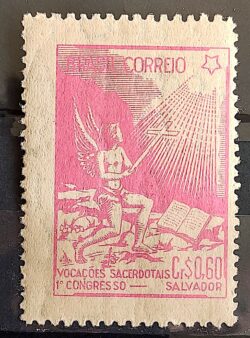 BRASIL CORREIO
VOCAÇÕES SACERDOTAIS CR$0,60
1º CONGRESSO — SALVADOR